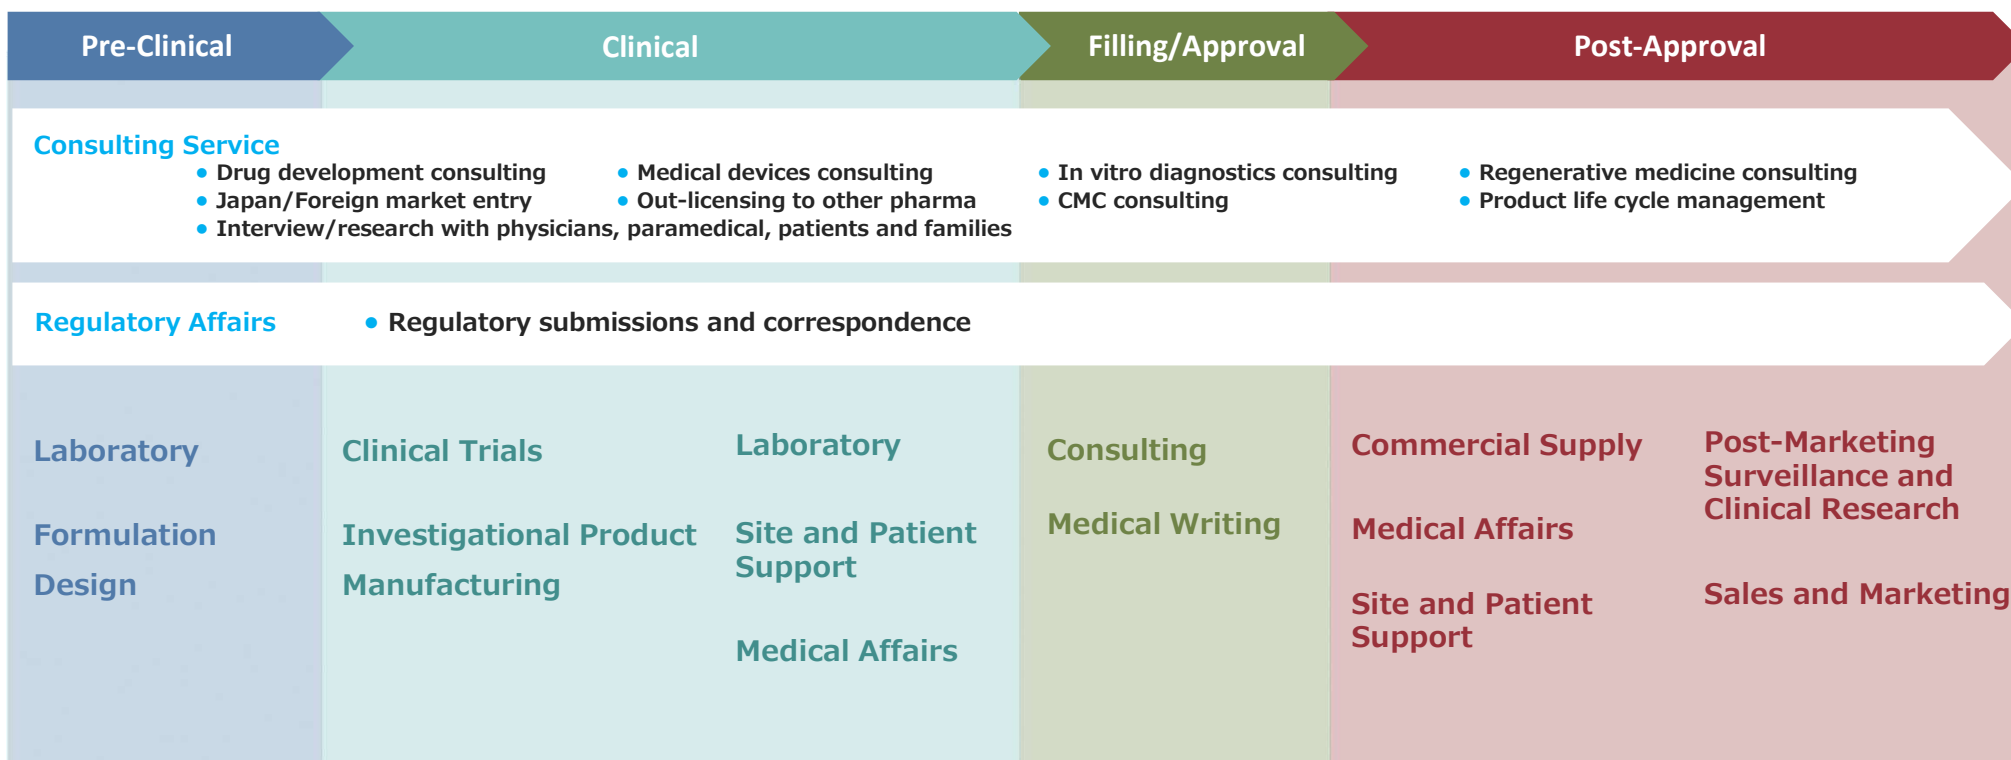 Pre-Clinical
Clinical
Filling/Approval
Post-Approval
Consulting Service
● Drug development consulting
● Medical devices consulting
● In vitro diagnostics consulting
● Regenerative medicine consulting
● Japan/Foreign market entry
● Out-licensing to other pharma
● CMC consulting
● Product life cycle management
● Interview/research with physicians, paramedical, patients and families
Regulatory Affairs
● Regulatory submissions and correspondence
Laboratory
Formulation
Design
Clinical Trials
Investigational Product
Manufacturing
Laboratory
Site and Patient
Support
Medical Affairs
Consulting
Medical Writing
Commercial Supply
Medical Affairs
Site and Patient
Support
Post-Marketing
Surveillance and
Clinical Research
Sales and Marketing